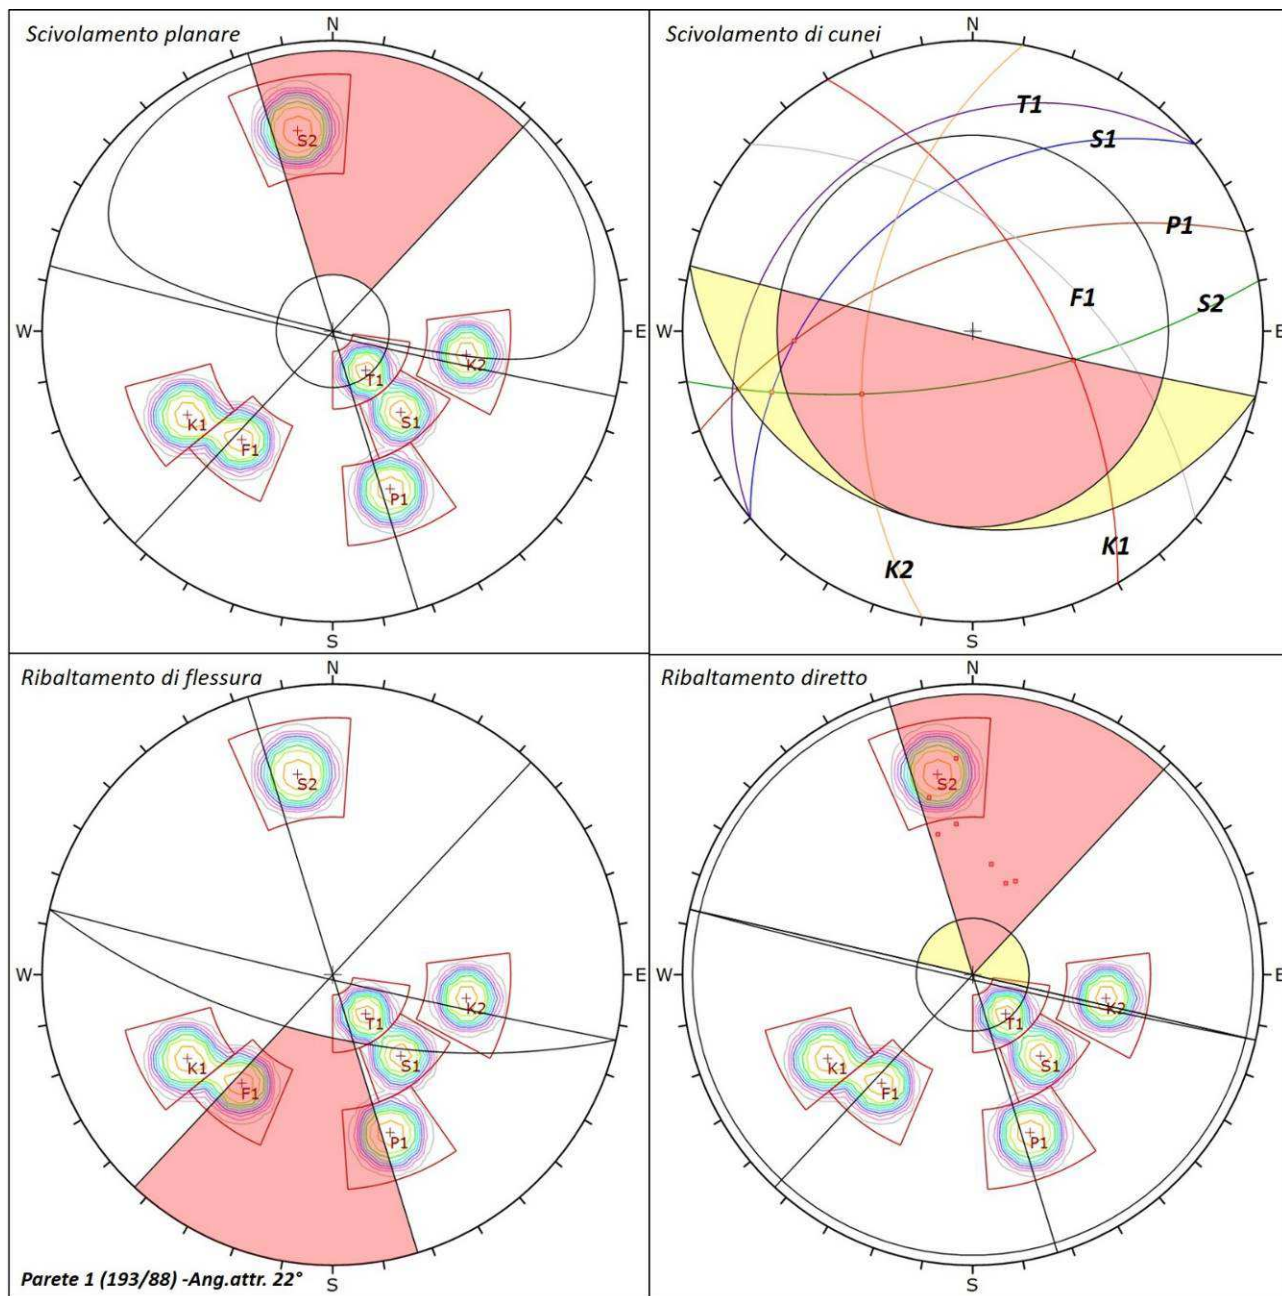 Scivolamento planare
N
W
E
S
S2
T1
K2
K1
F1
S1
P1
Scivolamento di cunei
N
W
E
S
T1
S1
P1
S2
F1
K1
K2
Ribaltamento di flessura
N
W
E
S
S2
T1
K2
K1
F1
S1
P1
Parete 1 (193/88) -Ang.attr. 22°
Ribaltamento diretto
N
W
E
S
S2
T1
K2
K1
F1
S1
P1